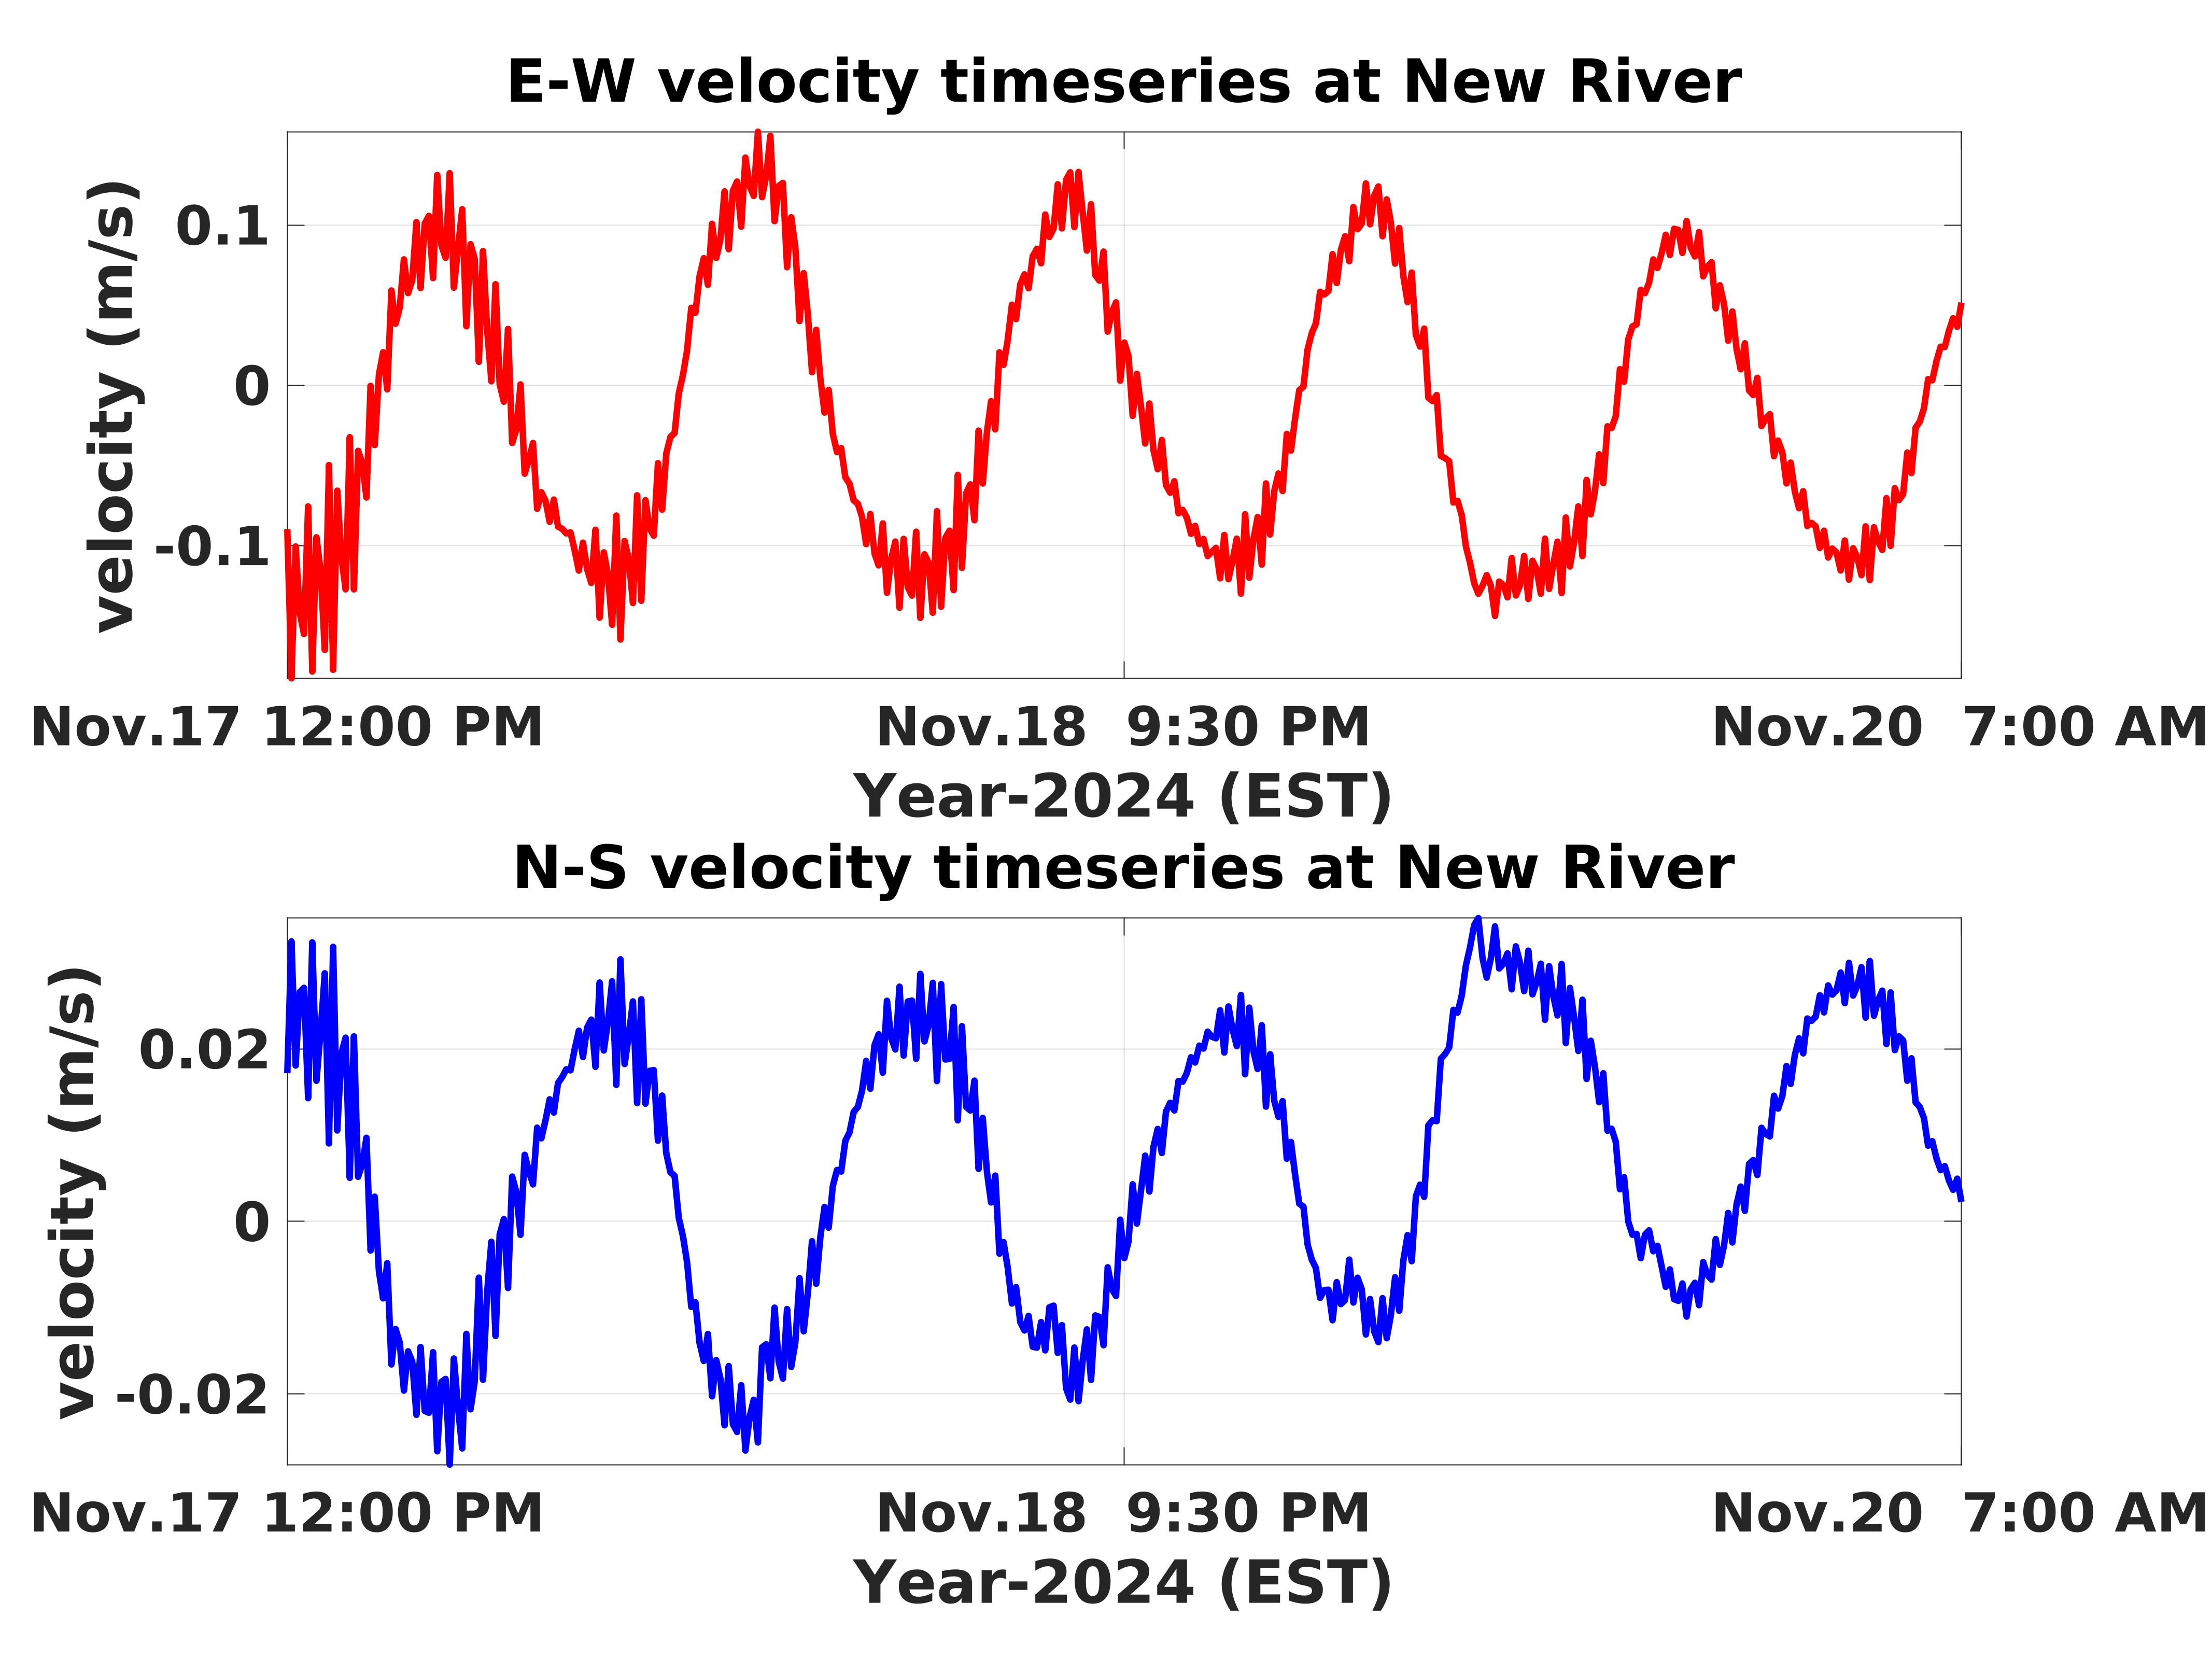 E-W velocity timeseries at New River
velocity (m/s)
0.1
0
-0.1
Nov.17 12:00 PM
Nov.18  9:30 PM
Nov.20  7:00 AM
Year-2024 (EST)
N-S velocity timeseries at New River
velocity (m/s)
0.02
0
-0.02
Nov.17 12:00 PM
Nov.18  9:30 PM
Nov.20  7:00 AM
Year-2024 (EST)